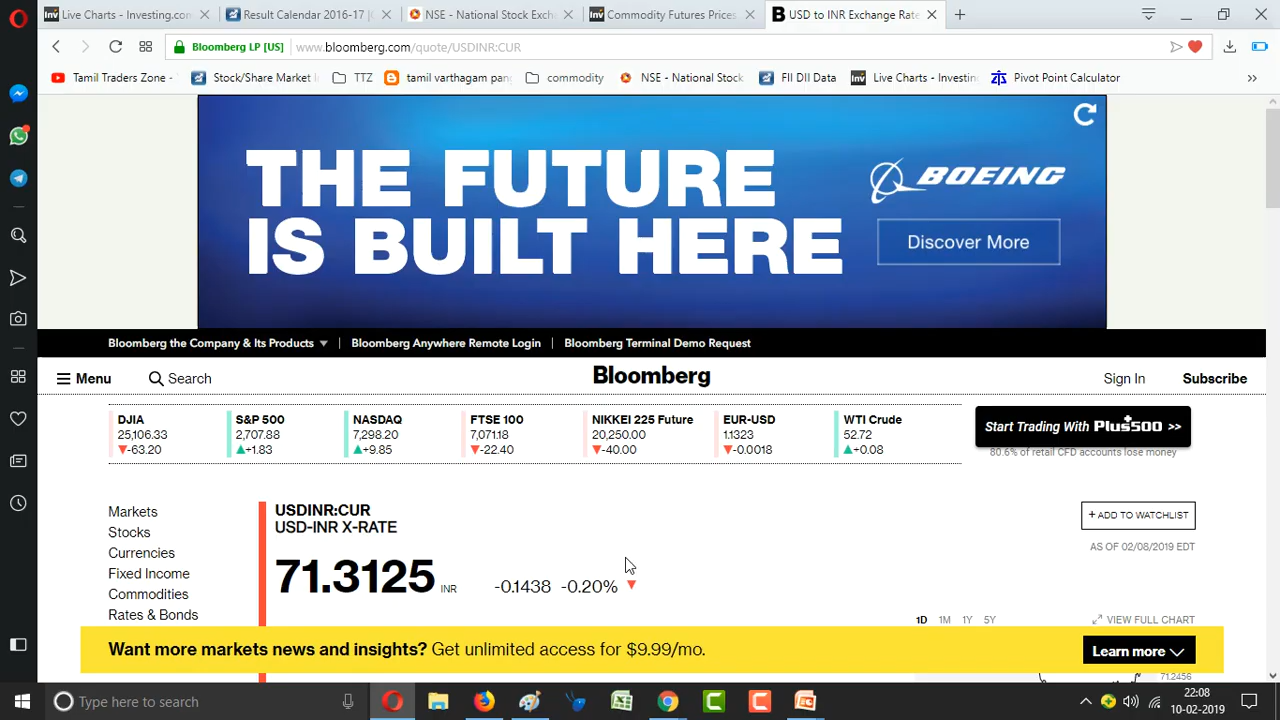 Live Charts - Investing.com
Result Calendar 2016-17
NSE - National Stock Exch
Commodity Futures Prices
B USD to INR Exchange Rate
Bloomberg LP [US] www.bloomberg.com/quote/USDINR:CUR
Tamil Traders Zone -
Stock/Share Market
TTZ
tamil varthagam pan
commodity
NSE - National Stock
FII DII Data
Live Charts - Investin
Pivot Point Calculator
THE FUTURE
IS BUILT HERE
BOEING
Discover More
Bloomberg the Company & Its Products
Bloomberg Anywhere Remote Login
Bloomberg Terminal Demo Request
Menu
Search
Bloomberg
Sign In
Subscribe
DJIA
25,106.33
-63.20
S&P 500
2,707.88
+1.83
NASDAQ
7,298.20
+9.85
FTSE 100
7,071.18
-22.40
NIKKEI 225 Future
20,250.00
-40.00
EUR-USD
1.1323
-0.0018
WTI Crude
52.72
+0.08
Start Trading With Plus500 >>
80.6% of retail CFD accounts lose money
Markets
Stocks
Currencies
Fixed Income
Commodities
Rates & Bonds
USDINR:CUR
USD-INR X-RATE
71.3125 INR -0.1438 -0.20%
+ ADD TO WATCHLIST
AS OF 02/08/2019 EDT
1D 1M 1Y 5Y
VIEW FULL CHART
71.2456
Want more markets news and insights? Get unlimited access for $9.99/mo.
Learn more
Type here to search
22:08
10-02-2019